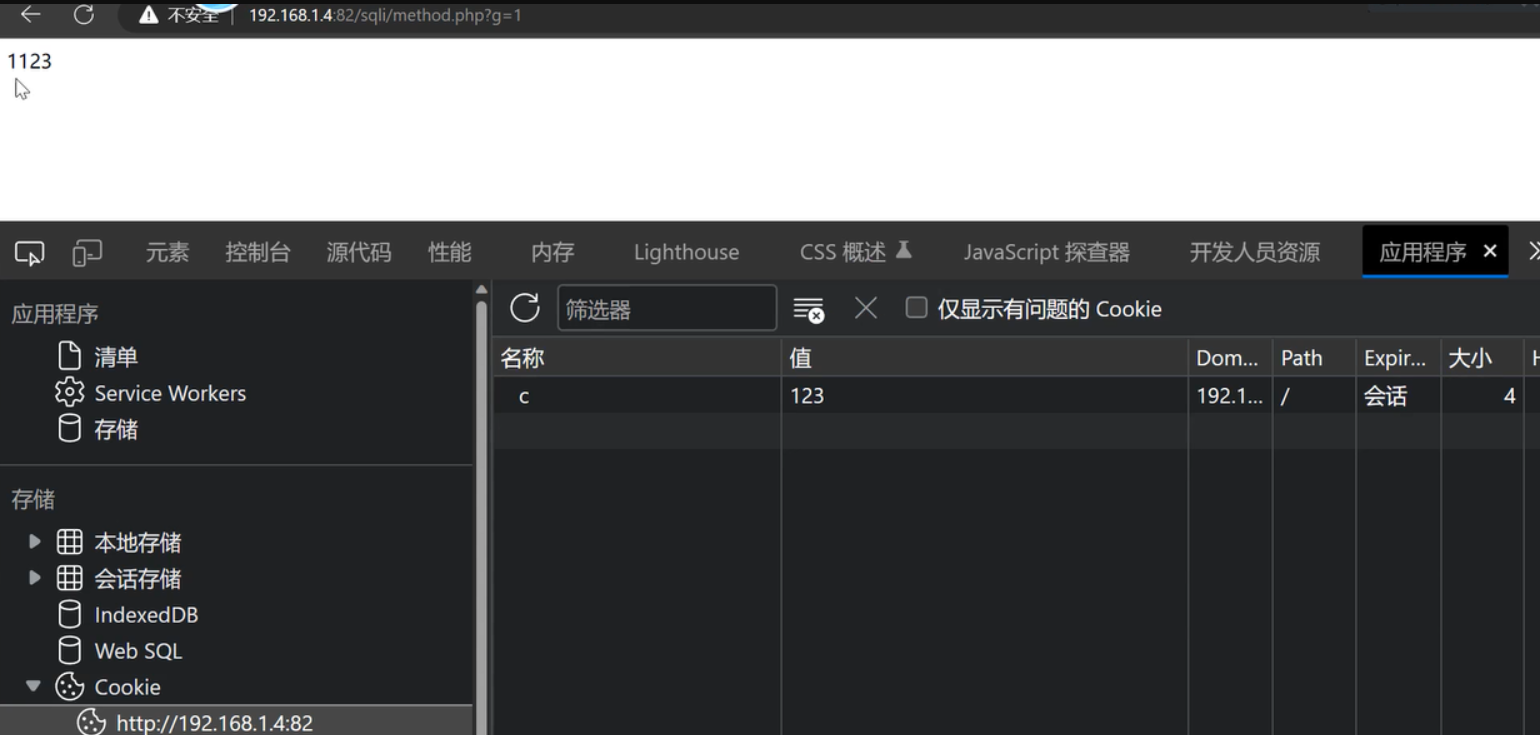 不安全 192.168.1.4:82/sqli/method.php?g=1
1123
元素 控制台 源代码 性能 内存 Lighthouse CSS 概述 JavaScript 探查器 开发人员资源 应用程序
应用程序
清单
Service Workers
存储
存储
本地存储
会话存储
IndexedDB
Web SQL
Cookie
http://192.168.1.4:82
筛选器 仅显示有问题的 Cookie
名称 值 Dom... Path Expir... 大小 H
c 123 192.1... / 会话 4